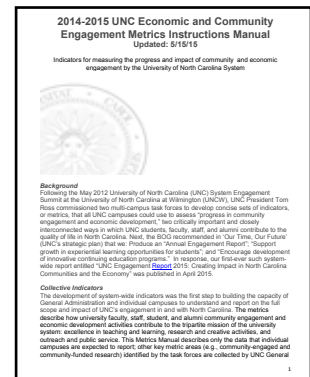 2014-2015 UNC Economic and Community
Engagement Metrics Instructions Manual
Updated: 5/15/15
Indicators for measuring the progress and impact of community and economic
engagement by the University of North Carolina System
Background
Following the May 2012 University of North Carolina (UNC) System Engagement
Summit at the University of North Carolina at Wilmington (UNCW), UNC President Tom
Ross commissioned two multi-campus task forces to develop concise sets of indicators,
or metrics, that all UNC campuses could use to assess “progress in community
engagement and economic development,” two critically important and closely
interconnected ways in which UNC students, faculty, staff, and alumni contribute to the
quality of life in North Carolina. Next, the BOG recommended in ‘Our Time, Our Future’
(UNC’s strategic plan) that we: Produce an “Annual Engagement Report”; “Support
growth in experiential learning opportunities for students”; and “Encourage development
of innovative continuing education programs.” In response, our first-ever such system-
wide report entitled “UNC Engagement Report 2015: Creating Impact in North Carolina
Communities and the Economy” was published in April 2015.
Collective Indicators
The development of system-wide indicators was the first step to building the capacity of
General Administration and individual campuses to understand and report on the full
scope and impact of UNC’s engagement in and with North Carolina. The metrics
describe how university faculty, staff, student, and alumni community engagement and
economic development activities contribute to the tripartite mission of the university
system: excellence in teaching and learning, research and creative activities, and
outreach and public service. This Metrics Manual describes only the data that individual
campuses are expected to report; other key metric areas (e.g., community-engaged and
community-funded research) identified by the task forces are collected by UNC General
1